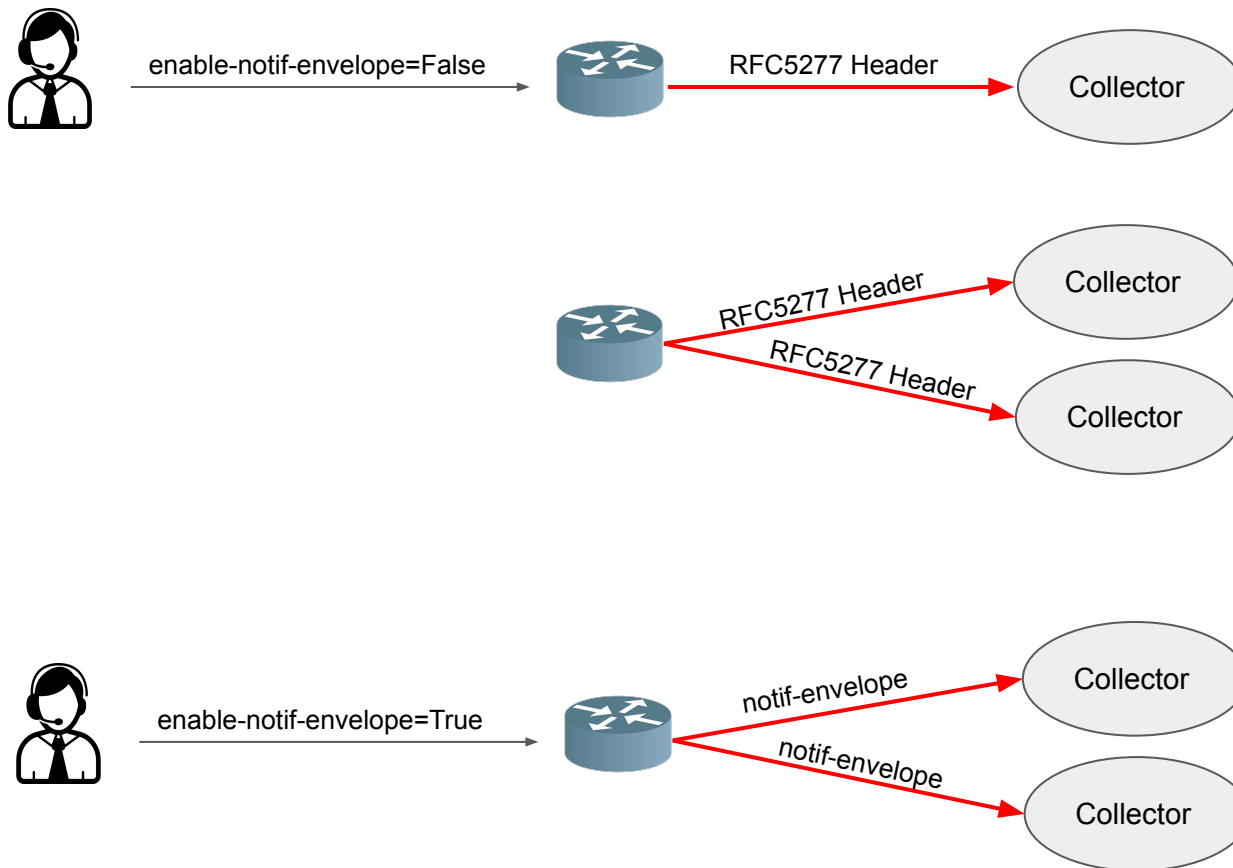 enable-notif-envelope=False
RFC5277 Header
Collector
RFC5277 Header
Collector
RFC5277 Header
Collector
enable-notif-envelope=True
notif-envelope
Collector
notif-envelope
Collector